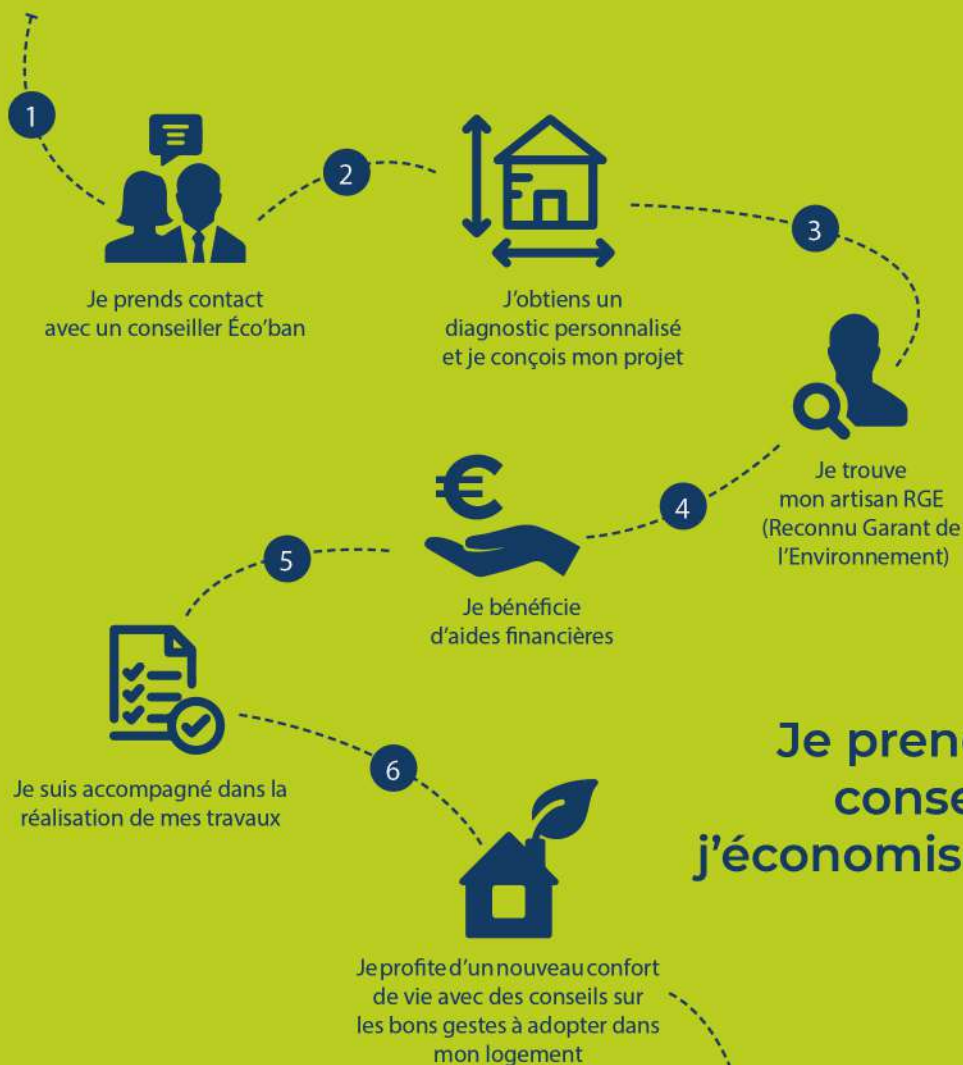 1
Je prends contact
avec un conseiller Éco’ban
2
J’obtiens un
diagnostic personnalisé
et je conçois mon projet
3
Je trouve
mon artisan RGE
(Reconnu Garant de
l’Environnement)
4
Je bénéficie
d’aides financières
5
Je suis accompagné dans la
réalisation de mes travaux
6
Je profite d’un nouveau confort
de vie avec des conseils sur
les bons gestes à adopter dans
mon logement
Je